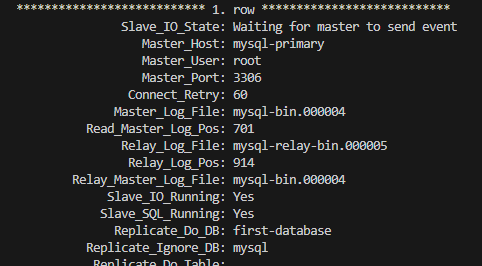 *************************** 1. row ***************************
Slave_IO_State: Waiting for master to send event
Master_Host: mysql-primary
Master_User: root
Master_Port: 3306
Connect_Retry: 60
Master_Log_File: mysql-bin.000004
Read_Master_Log_Pos: 701
Relay_Log_File: mysql-relay-bin.000005
Relay_Log_Pos: 914
Relay_Master_Log_File: mysql-bin.000004
Slave_IO_Running: Yes
Slave_SQL_Running: Yes
Replicate_Do_DB: first-database
Replicate_Ignore_DB: mysql
Replicate_Do_Table: